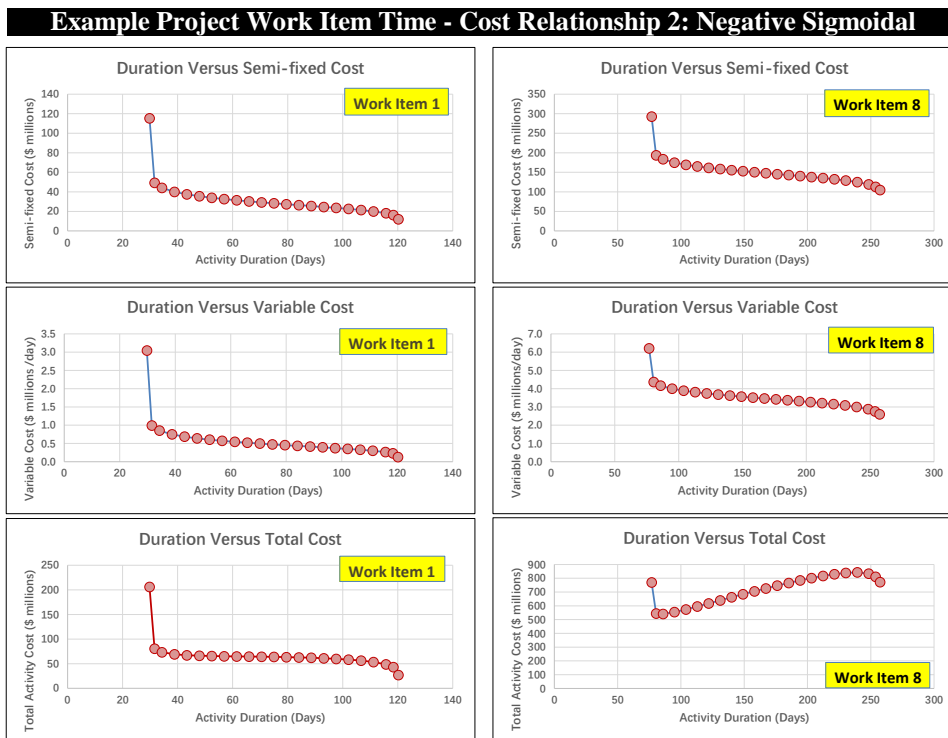 Example Project Work Item Time - Cost Relationship 2: Negative Sigmoidal
Duration Versus Semi-fixed Cost
Work Item 1
Semi-fixed Cost ($ millions)
140
120
100
80
60
40
20
0
0 20 40 60 80 100 120 140
Activity Duration (Days)
Duration Versus Semi-fixed Cost
Work Item 8
Semi-fixed Cost ($ millions)
350
300
250
200
150
100
50
0
0 50 100 150 200 250 300
Activity Duration (Days)
Duration Versus Variable Cost
Work Item 1
Variable Cost ($ millions/day)
3.5
3.0
2.5
2.0
1.5
1.0
0.5
0.0
0 20 40 60 80 100 120 140
Activity Duration (Days)
Duration Versus Variable Cost
Work Item 8
Variable Cost ($ millions/day)
7.0
6.0
5.0
4.0
3.0
2.0
1.0
0.0
0 50 100 150 200 250 300
Activity Duration (Days)
Duration Versus Total Cost
Work Item 1
Total Activity Cost ($ millions)
250
200
150
100
50
0
0 20 40 60 80 100 120 140
Activity Duration (Days)
Duration Versus Total Cost
Work Item 8
Total Activity Cost ($ millions)
900
800
700
600
500
400
300
200
100
0
0 50 100 150 200 250 300
Activity Duration (Days)